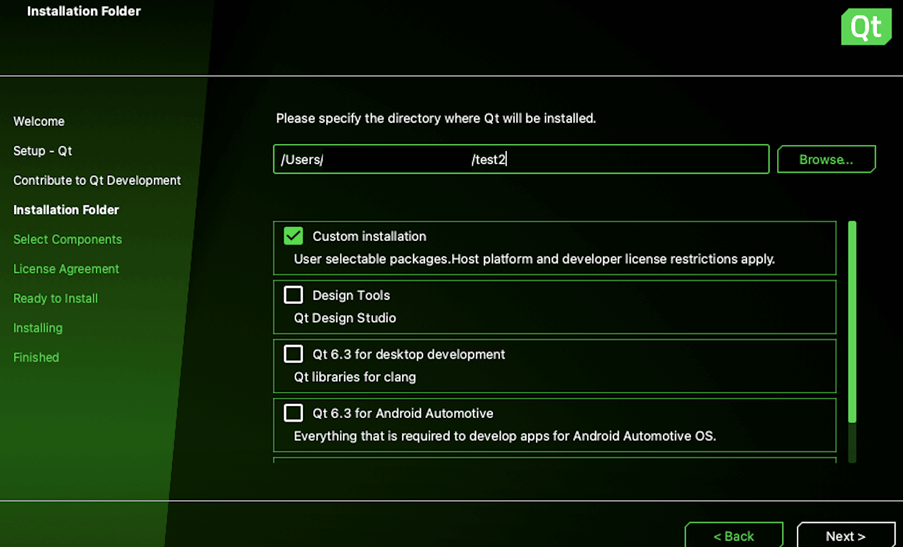 Installation Folder
Qt
Welcome
Setup - Qt
Contribute to Qt Development
Installation Folder
Select Components
License Agreement
Ready to Install
Installing
Finished
Please specify the directory where Qt will be installed.
/Users/ /test2
Browse...
Custom installation
User selectable packages.Host platform and developer license restrictions apply.
Design Tools
Qt Design Studio
Qt 6.3 for desktop development
Qt libraries for clang
Qt 6.3 for Android Automotive
Everything that is required to develop apps for Android Automotive OS.
< Back
Next >